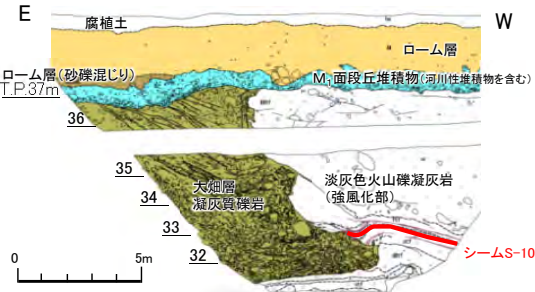 E
W
腐植土
ローム層
ローム層(砂礫混じり)
M₁面段丘堆積物(河川性堆積物を含む)
T.P.37m
36
35
34
33
32
大畑層
凝灰質礫岩
淡灰色火山礫凝灰岩
(強風化部)
シームS-10
0
5m